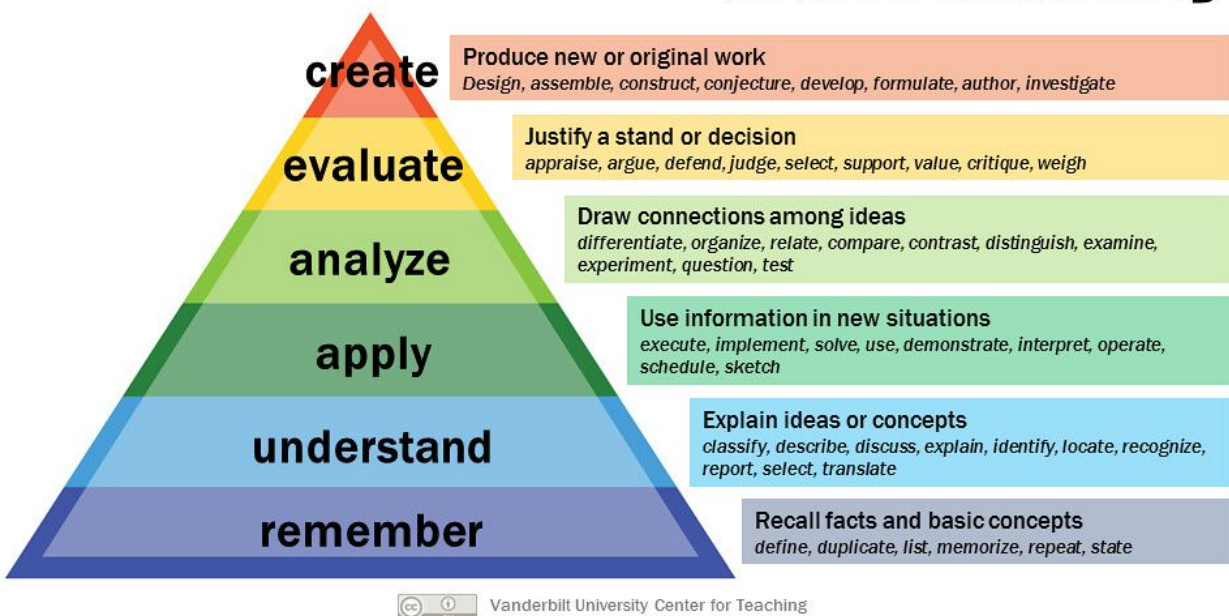 create
Produce new or original work
Design, assemble, construct, conjecture, develop, formulate, author, investigate
evaluate
Justify a stand or decision
appraise, argue, defend, judge, select, support, value, critique, weigh
analyze
Draw connections among ideas
differentiate, organize, relate, compare, contrast, distinguish, examine,
experiment, question, test
apply
Use information in new situations
execute, implement, solve, use, demonstrate, interpret, operate,
schedule, sketch
understand
Explain ideas or concepts
classify, describe, discuss, explain, identify, locate, recognize,
report, select, translate
remember
Recall facts and basic concepts
define, duplicate, list, memorize, repeat, state
cc
Vanderbilt University Center for Teaching